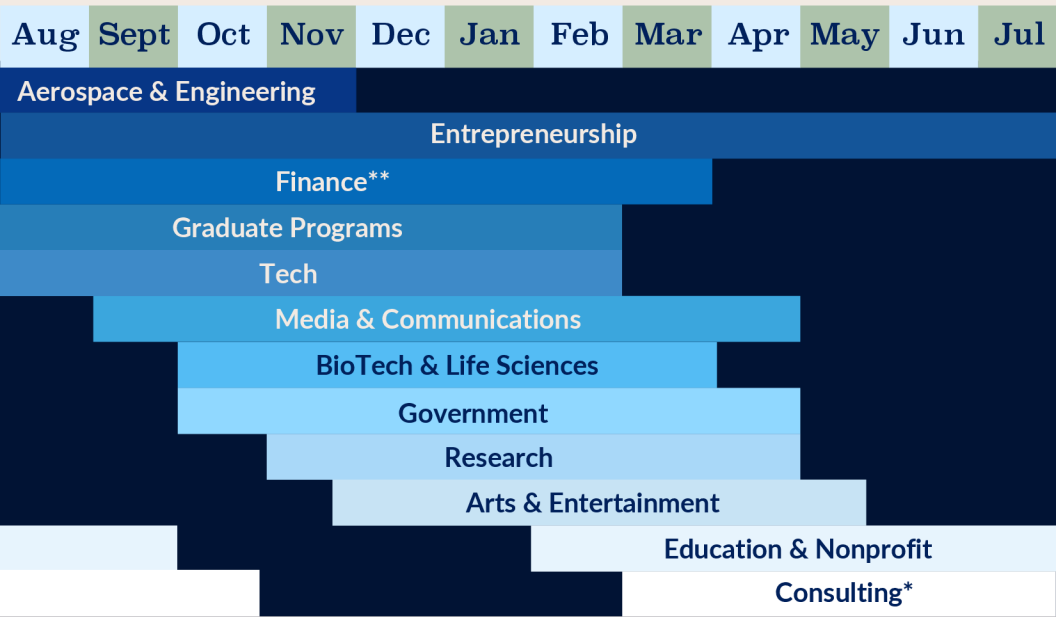 Aug Sept Oct Nov Dec Jan Feb Mar Apr May Jun Jul
Aerospace & Engineering
Entrepreneurship
Finance**
Graduate Programs
Tech
Media & Communications
BioTech & Life Sciences
Government
Research
Arts & Entertainment
Education & Nonprofit
Consulting*